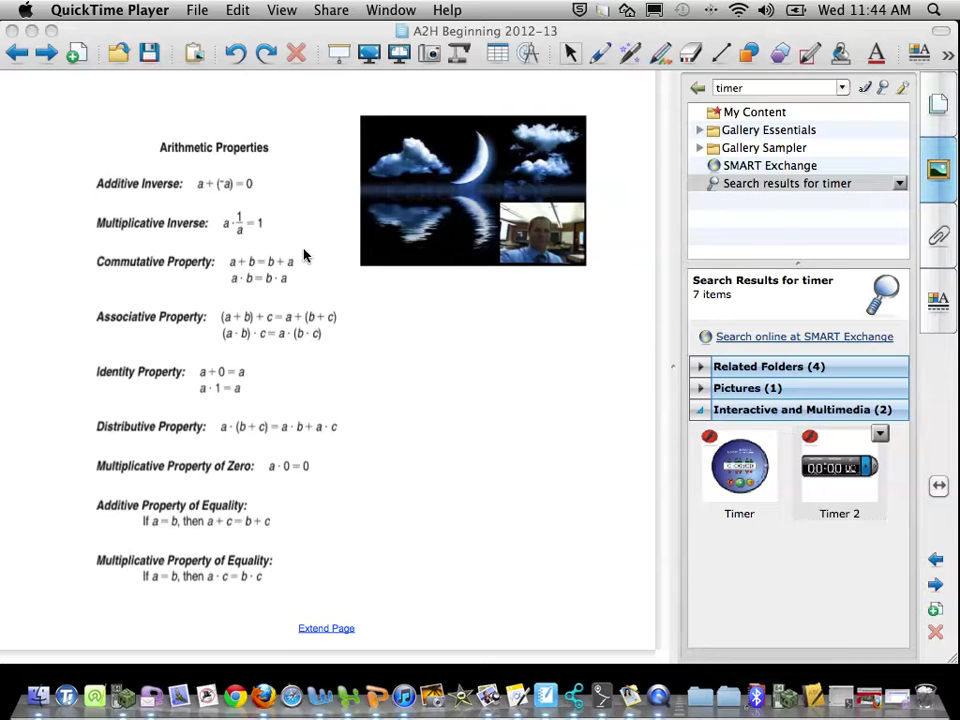 QuickTime Player File Edit View Share Window Help Wed 11:44 AM
A2H Beginning 2012-13
timer
My Content
Gallery Essentials
Gallery Sampler
SMART Exchange
Search results for timer
Search Results for timer
7 items
Search online at SMART Exchange
Related Folders (4)
Pictures (1)
Interactive and Multimedia (2)
Timer
Timer 2
Arithmetic Properties
Additive Inverse: a + (⁻a) = 0
Multiplicative Inverse: a · 1/a = 1
Commutative Property: a + b = b + a
a · b = b · a
Associative Property: (a + b) + c = a + (b + c)
(a · b) · c = a · (b · c)
Identity Property: a + 0 = a
a · 1 = a
Distributive Property: a · (b + c) = a · b + a · c
Multiplicative Property of Zero: a · 0 = 0
Additive Property of Equality:
If a = b, then a + c = b + c
Multiplicative Property of Equality:
If a = b, then a · c = b · c
Extend Page